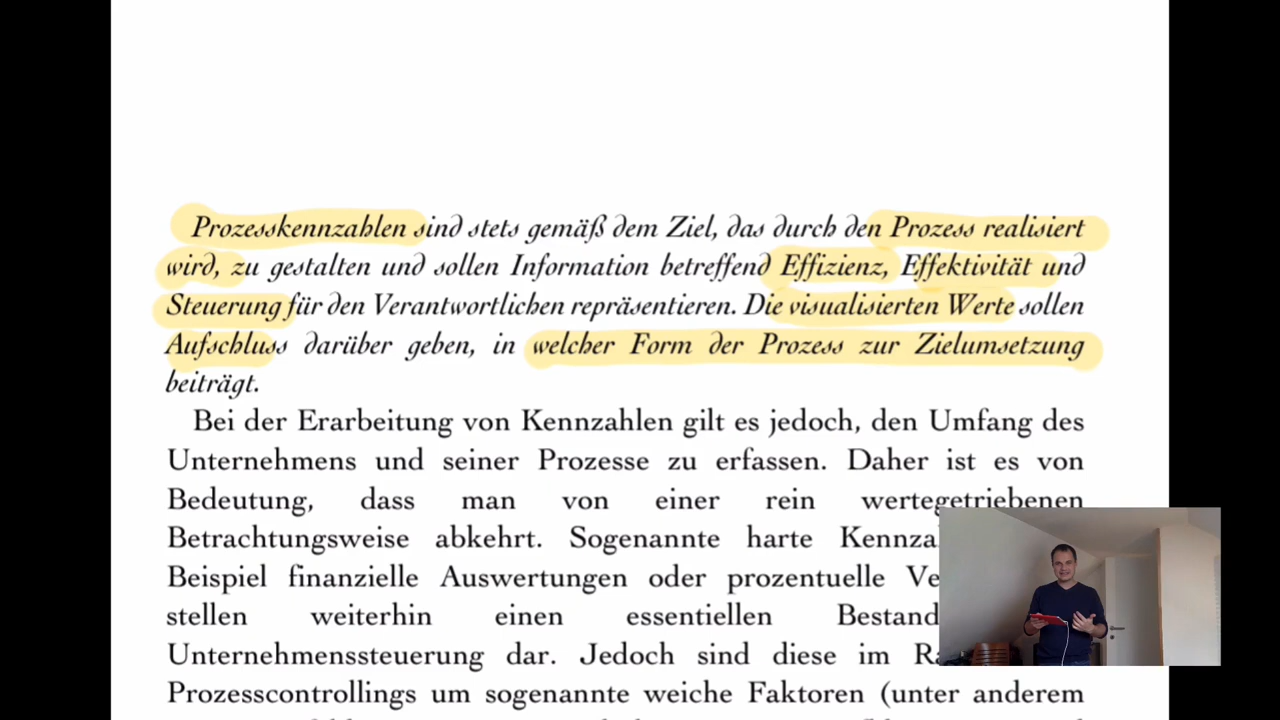 Prozesskennzahlen sind stets gemäß dem Ziel, das durch den Prozess realisiert
wird, zu gestalten und sollen Information betreffend Effizienz, Effektivität und
Steuerung für den Verantwortlichen repräsentieren. Die visualisierten Werte sollen
Aufschluss darüber geben, in welcher Form der Prozess zur Zielumsetzung
beiträgt.
Bei der Erarbeitung von Kennzahlen gilt es jedoch, den Umfang des
Unternehmens und seiner Prozesse zu erfassen. Daher ist es von
Bedeutung, dass man von einer rein wertegetriebenen
Betrachtungsweise abkehrt. Sogenannte harte
Beispiel finanzielle Auswertungen oder prozentuelle
stellen weiterhin einen essentiellen
Unternehmenssteuerung dar. Jedoch sind diese im
Prozesscontrollings um sogenannte weiche Faktoren (unter anderem